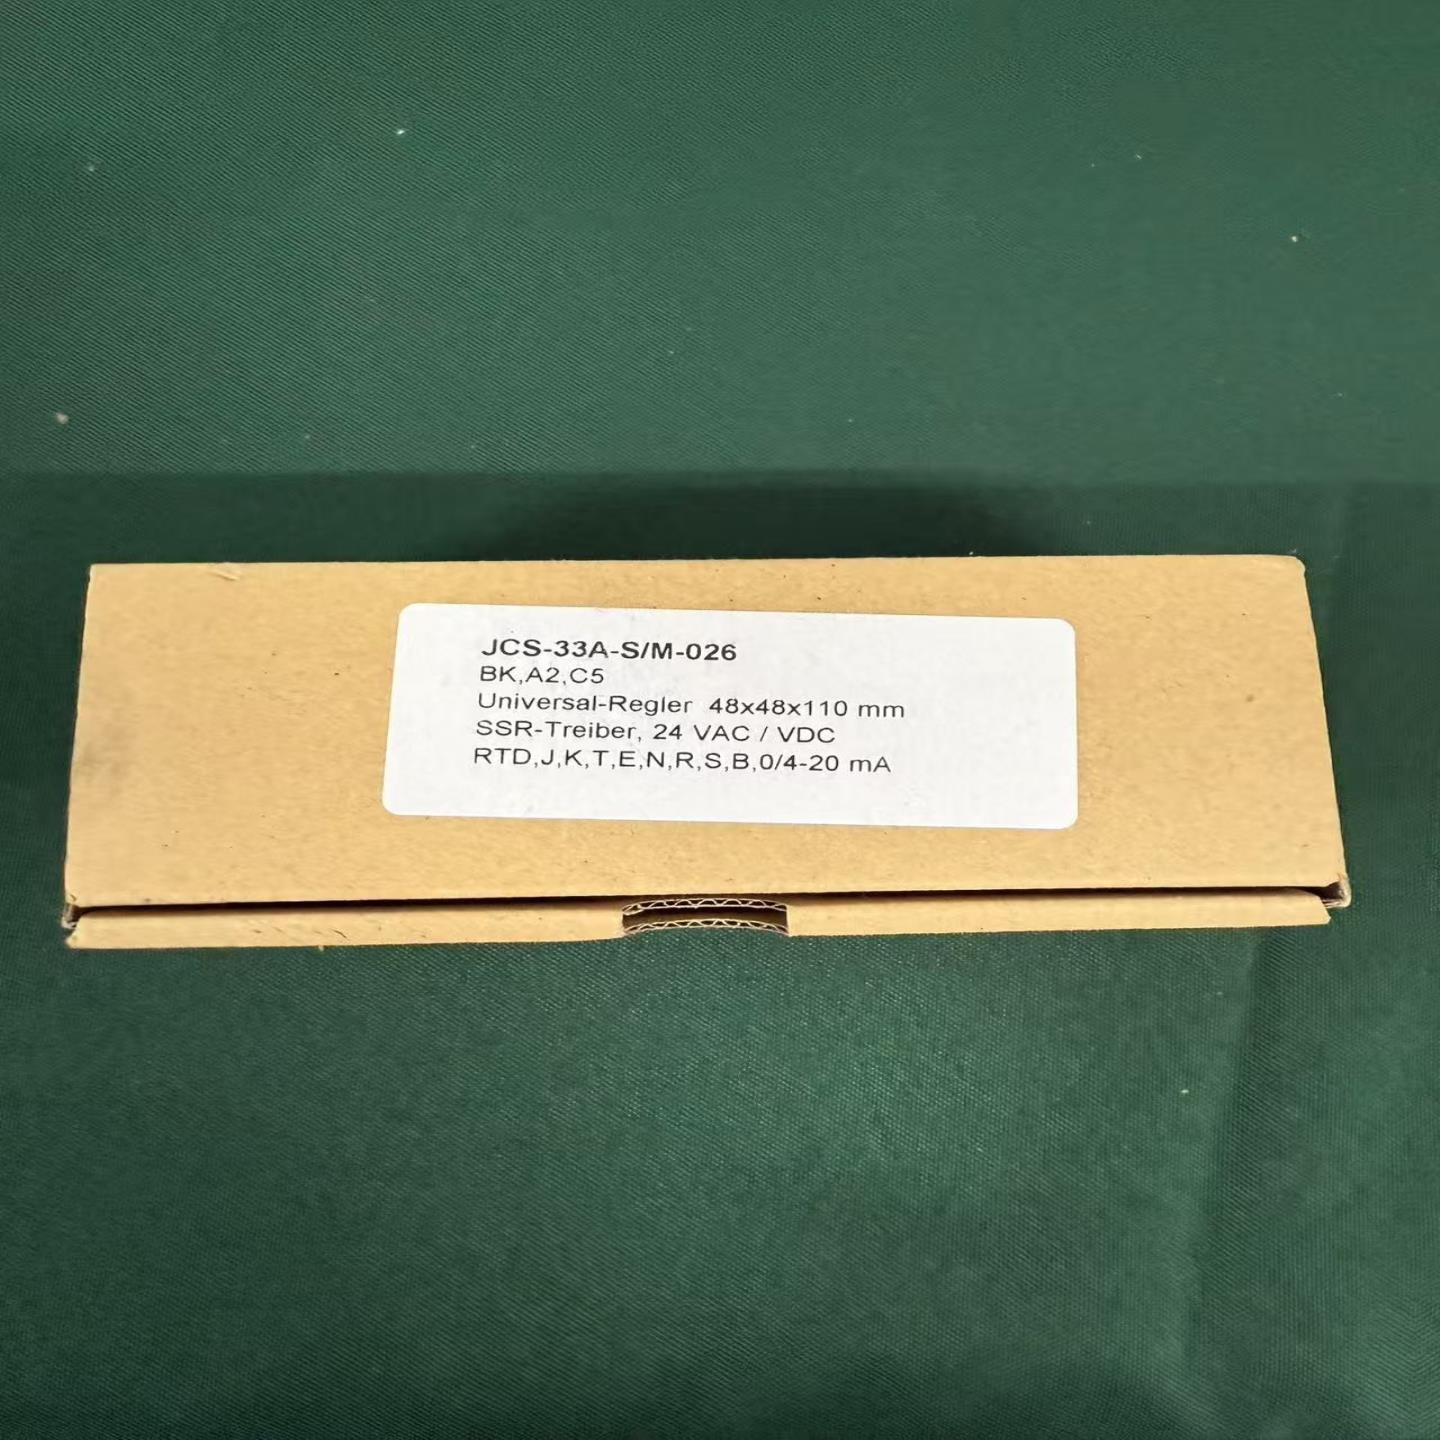 JCS-33A-S/M-026
BK,A2,C5
Universal-Regler 48x48x110 mm
SSR-Treiber, 24 VAC / VDC
RTD,J,K,T,E,N,R,S,B,0/4-20 mA